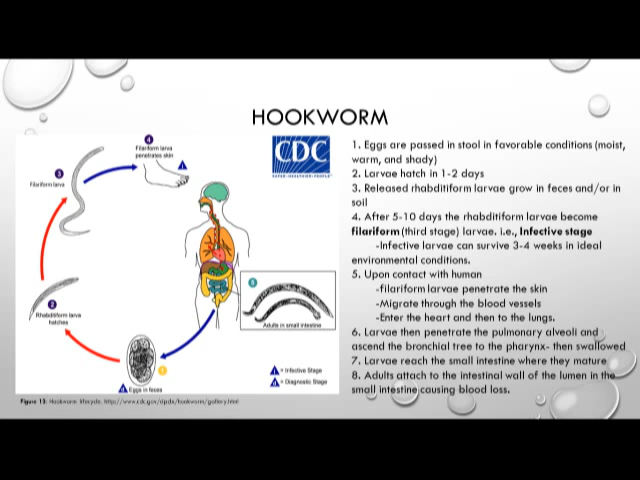 HOOKWORM
4
Filariform larva
penetrates skin
i
3
Filariform larva
2
Rhabditiform larva
hatches
1
d
Eggs in feces
5
Adults in small intestine
i = Infective Stage
d = Diagnostic Stage
CDC
SAFER·HEALTHIER·PEOPLE™
Figure 13: Hookworm lifecycle. http://www.cdc.gov/dpdx/hookworm/gallery.html
1. Eggs are passed in stool in favorable conditions (moist,
warm, and shady)
2. Larvae hatch in 1-2 days
3. Released rhabditiform larvae grow in feces and/or in
soil
4. After 5-10 days the rhabditiform larvae become
filariform (third stage) larvae. i.e., Infective stage
-Infective larvae can survive 3-4 weeks in ideal
environmental conditions.
5. Upon contact with human
-filariform larvae penetrate the skin
-Migrate through the blood vessels
-Enter the heart and then to the lungs.
6. Larvae then penetrate the pulmonary alveoli and
ascend the bronchial tree to the pharynx- then swallowed
7. Larvae reach the small intestine where they mature
8. Adults attach to the intestinal wall of the lumen in the
small intestine causing blood loss.